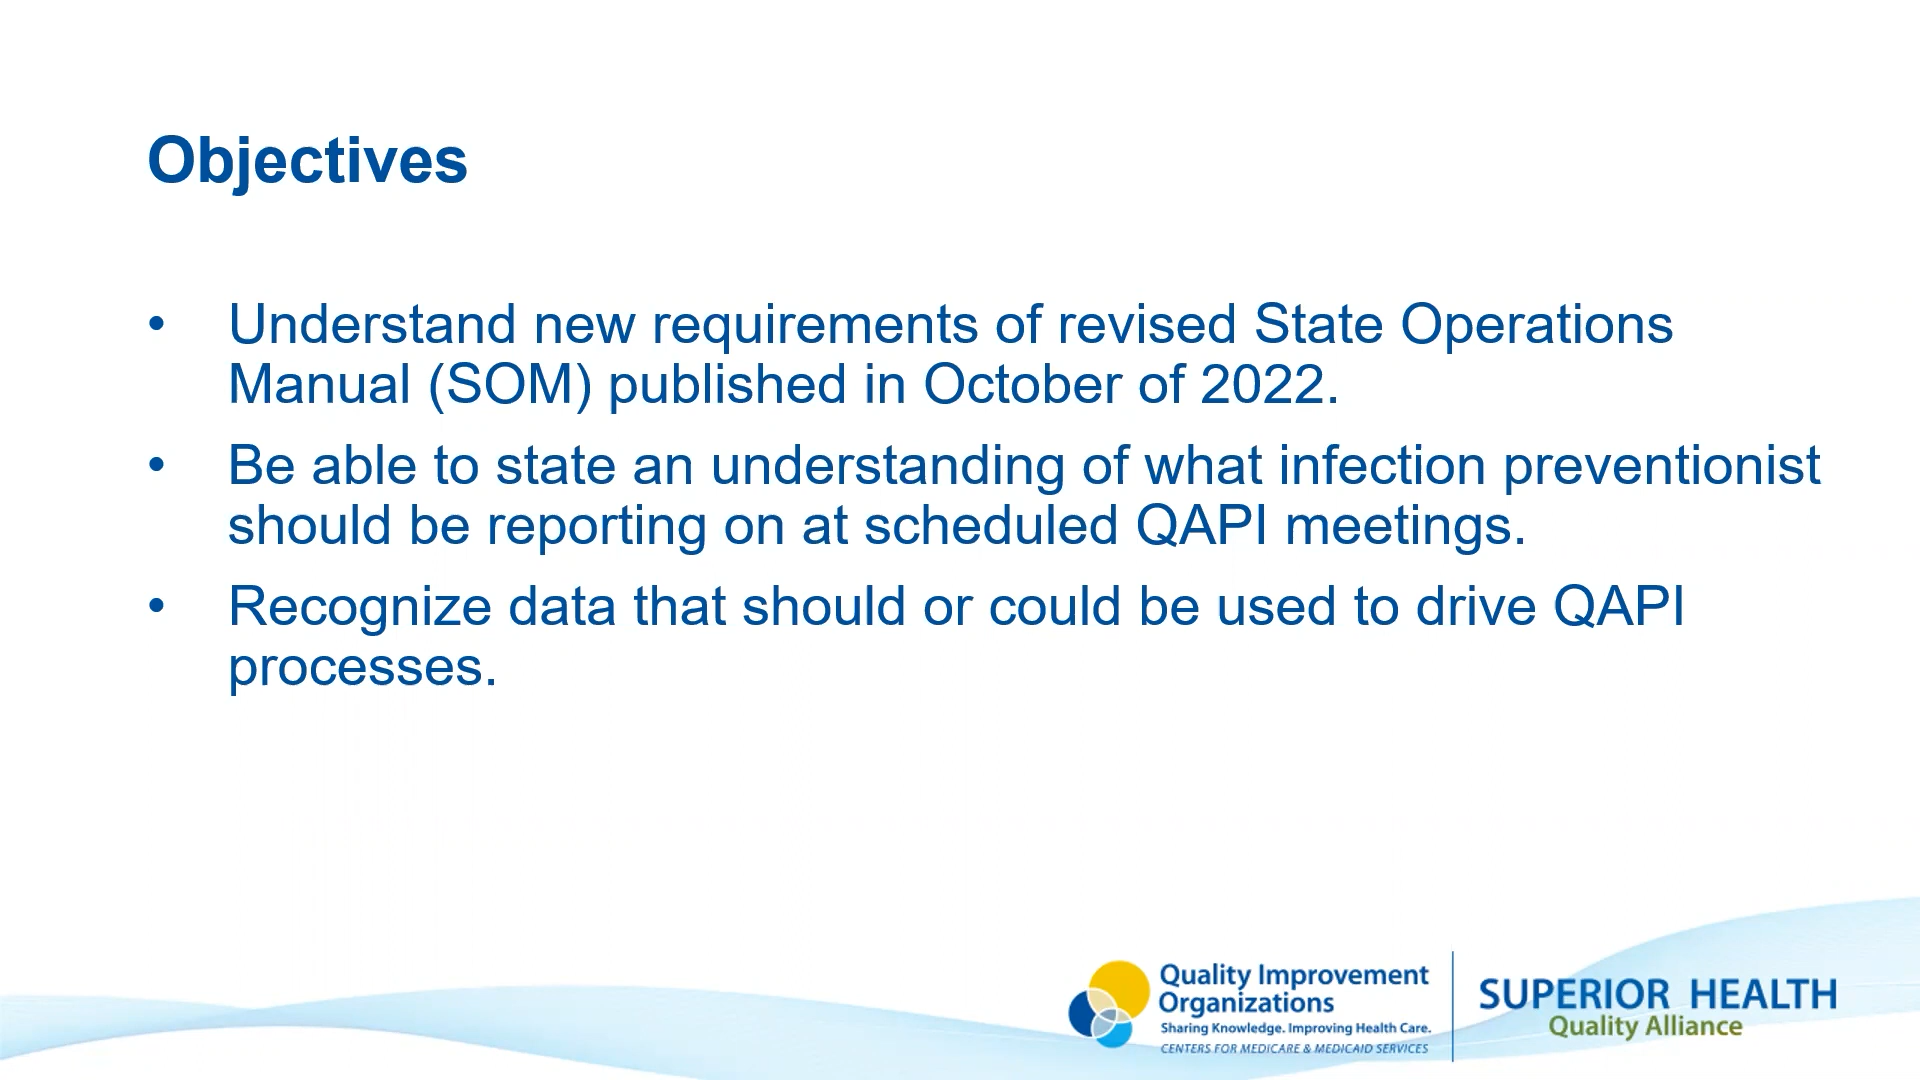 Objectives
• Understand new requirements of revised State Operations
Manual (SOM) published in October of 2022.
• Be able to state an understanding of what infection preventionist
should be reporting on at scheduled QAPI meetings.
• Recognize data that should or could be used to drive QAPI
processes.
Quality Improvement
Organizations
Sharing Knowledge. Improving Health Care.
CENTERS FOR MEDICARE & MEDICAID SERVICES
SUPERIOR HEALTH
Quality Alliance